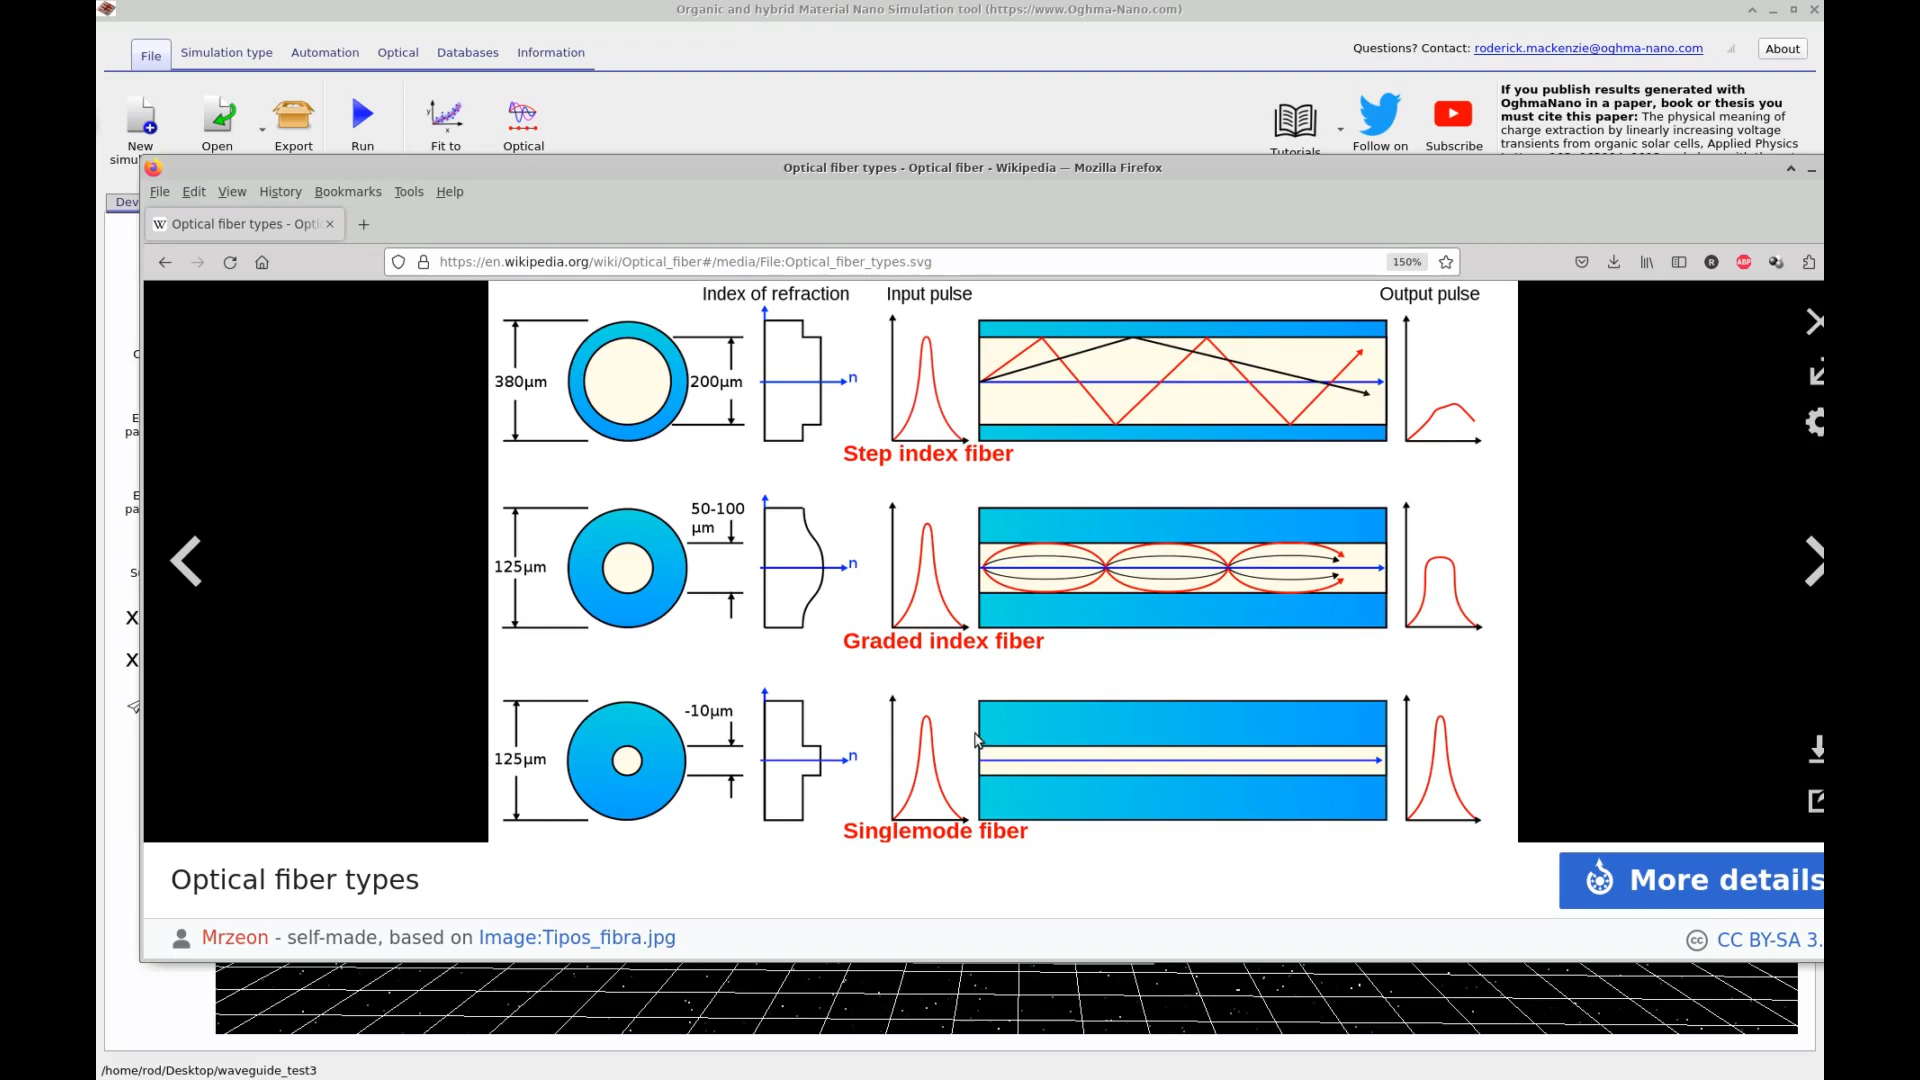 Organic and hybrid Material Nano Simulation tool (https://www.Oghma-Nano.com)
File Simulation type Automation Optical Databases Information
Questions? Contact: roderick.mackenzie@oghma-nano.com About
New
Open Export Run Fit to Optical
Tutorials Follow on Subscribe
If you publish results generated with
OghmaNano in a paper, book or thesis you
must cite this paper: The physical meaning of
charge extraction by linearly increasing voltage
transients from organic solar cells, Applied Physics
Optical fiber types - Optical fiber - Wikipedia — Mozilla Firefox
File Edit View History Bookmarks Tools Help
W Optical fiber types - Opti
https://en.wikipedia.org/wiki/Optical_fiber#/media/File:Optical_fiber_types.svg 150%
R ABP
Dev
Index of refraction Input pulse Output pulse
380µm 200µm n
Step index fiber
50-100
µm
125µm n
Graded index fiber
-10µm
125µm n
Singlemode fiber
E
pa
E
pa
X
X
Optical fiber types
More details
Mrzeon - self-made, based on Image:Tipos_fibra.jpg
cc CC BY-SA 3.
/home/rod/Desktop/waveguide_test3